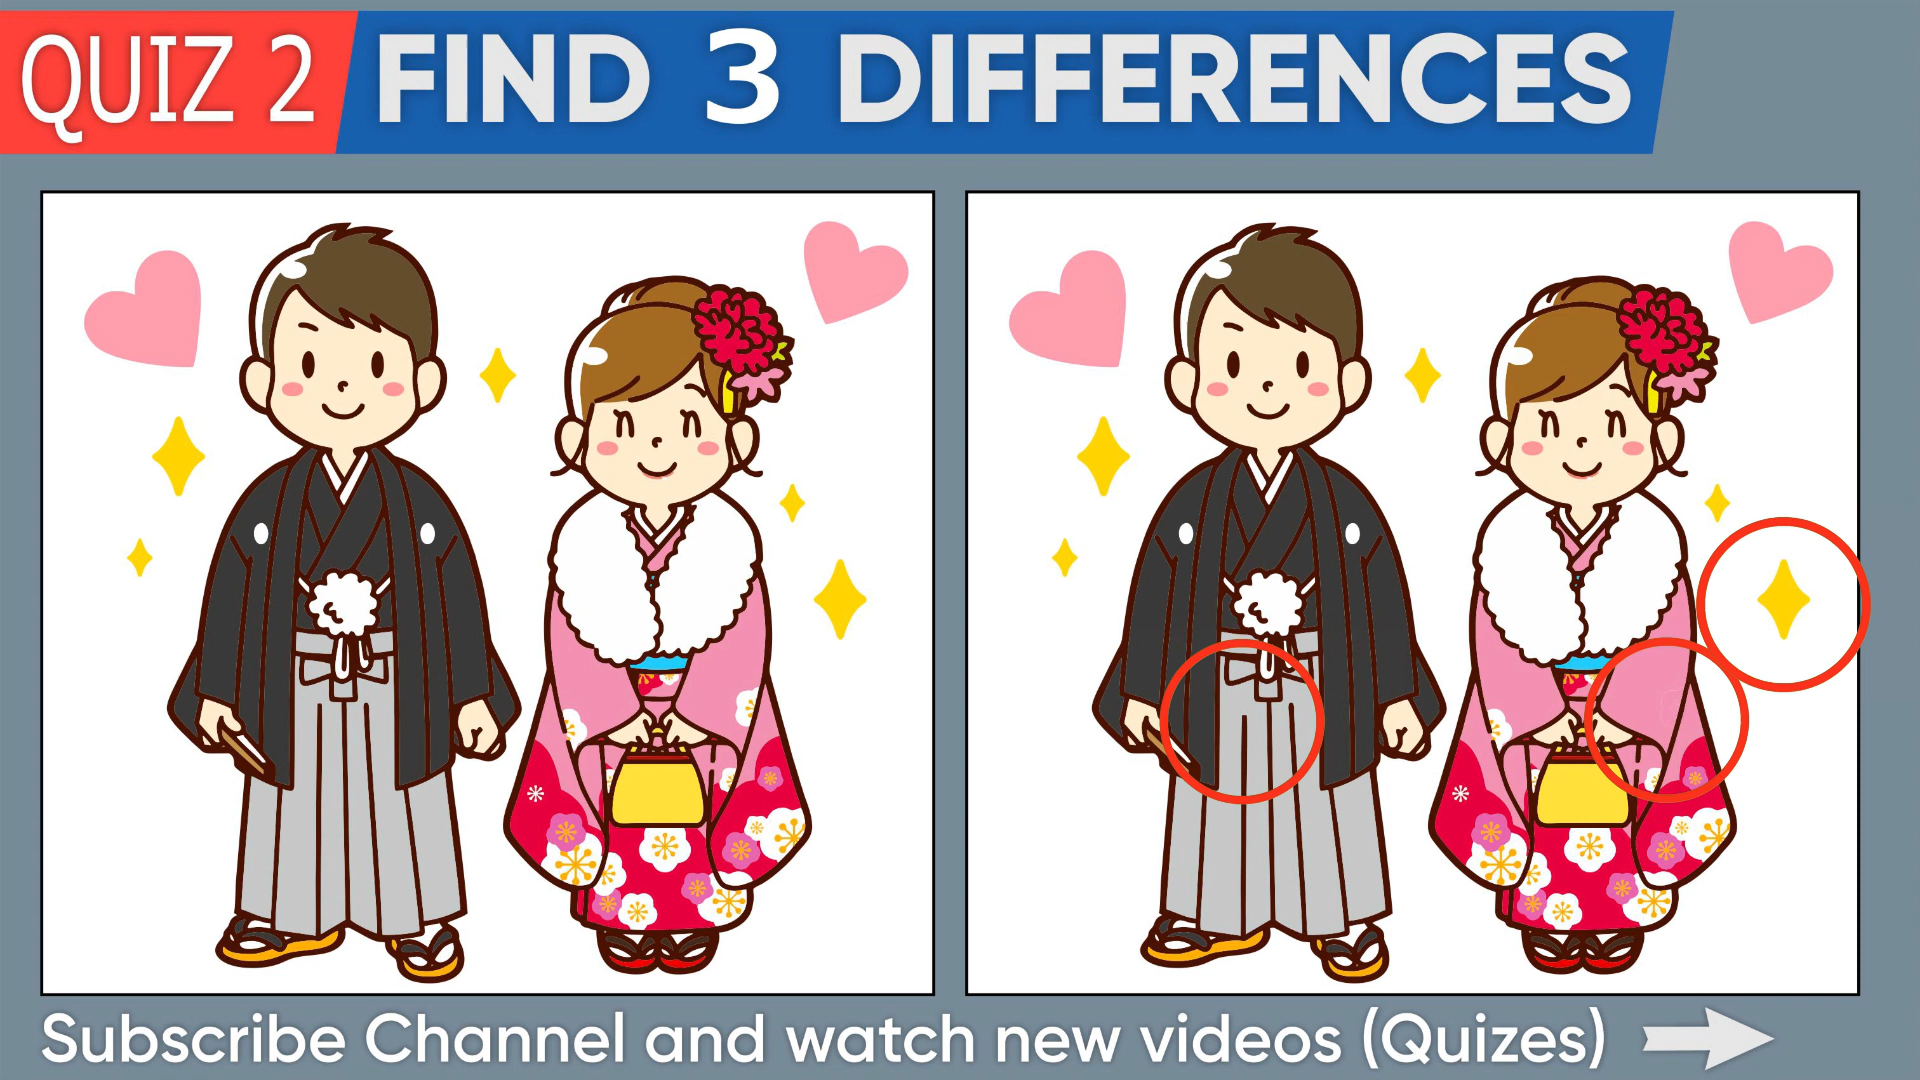 QUIZ 2 FIND 3 DIFFERENCES
Subscribe Channel and watch new videos (Quizes)